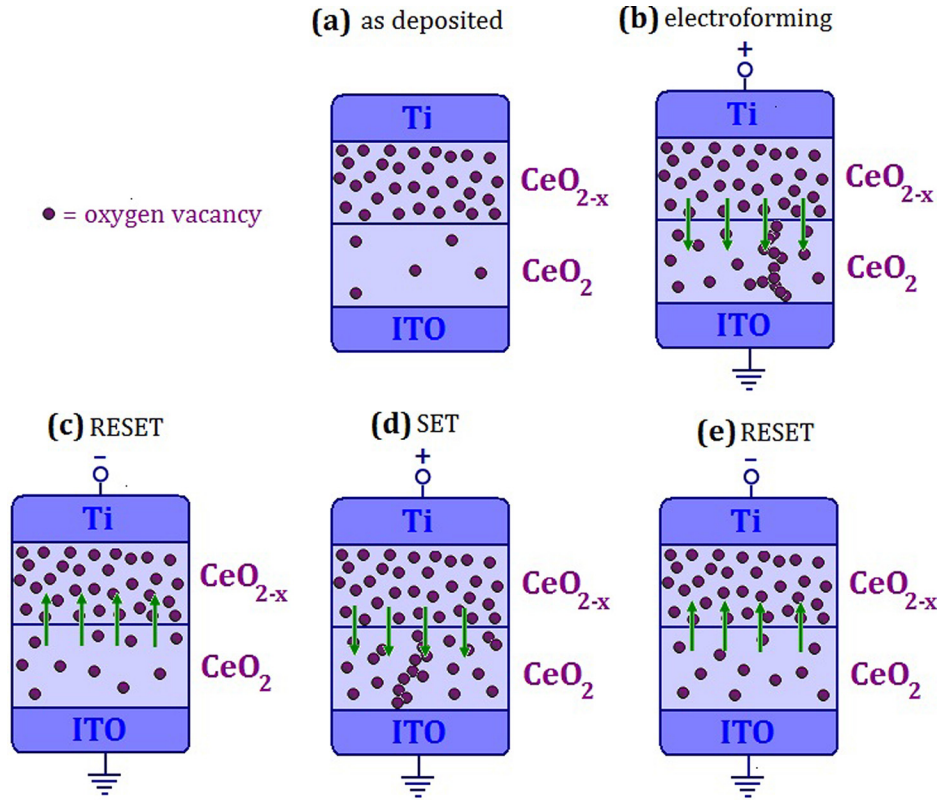 (a) as deposited
Ti
CeO2-x
CeO2
ITO
= oxygen vacancy
(b) electroforming
+
Ti
CeO2-x
CeO2
ITO
(c) RESET
–
Ti
CeO2-x
CeO2
ITO
(d) SET
+
Ti
CeO2-x
CeO2
ITO
(e) RESET
–
Ti
CeO2-x
CeO2
ITO